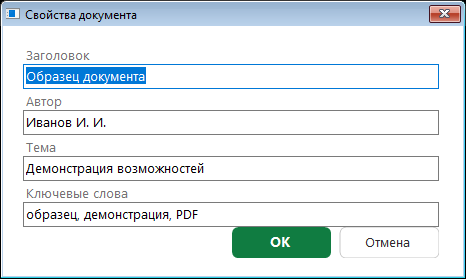 Свойства документа
Заголовок
Образец документа
Автор
Иванов И. И.
Тема
Демонстрация возможностей
Ключевые слова
образец, демонстрация, PDF
OK Отмена